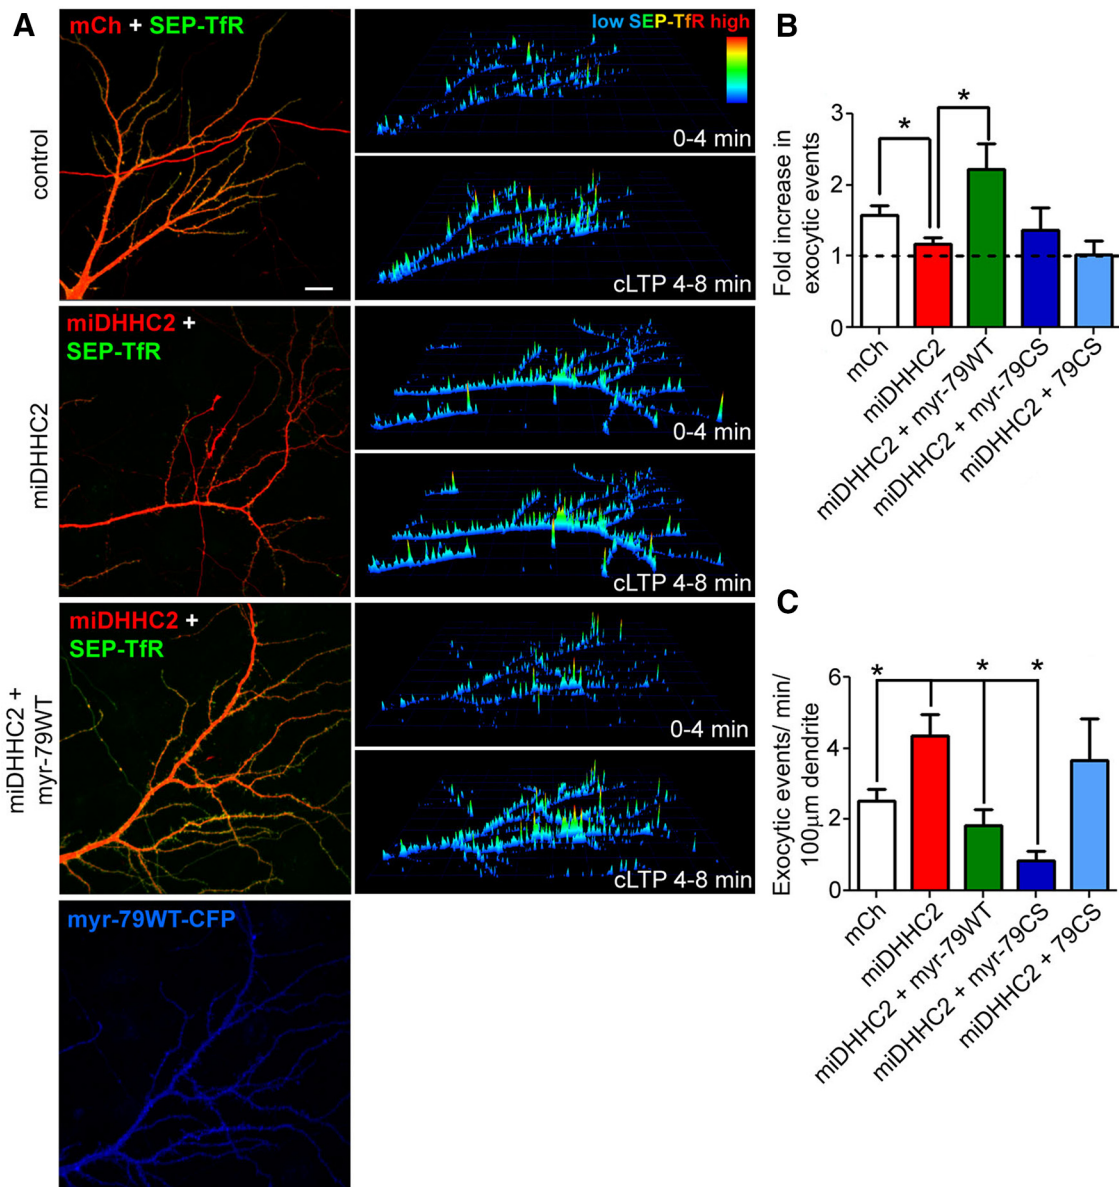 A
mCh + SEP-TfR
control
low SEP-TfR high
0-4 min
cLTP 4-8 min
miDHHC2 +
SEP-TfR
miDHHC2
0-4 min
cLTP 4-8 min
miDHHC2 +
SEP-TfR
miDHHC2 +
myr-79WT
0-4 min
cLTP 4-8 min
myr-79WT-CFP
B
Fold increase in
exocytic events
3
2
1
0
*
*
mCh
miDHHC2
miDHHC2 + myr-79WT
miDHHC2 + myr-79CS
miDHHC2 + 79CS
C
Exocytic events/ min/
100µm dendrite
6
4
2
0
*
*
*
mCh
miDHHC2
miDHHC2 + myr-79WT
miDHHC2 + myr-79CS
miDHHC2 + 79CS